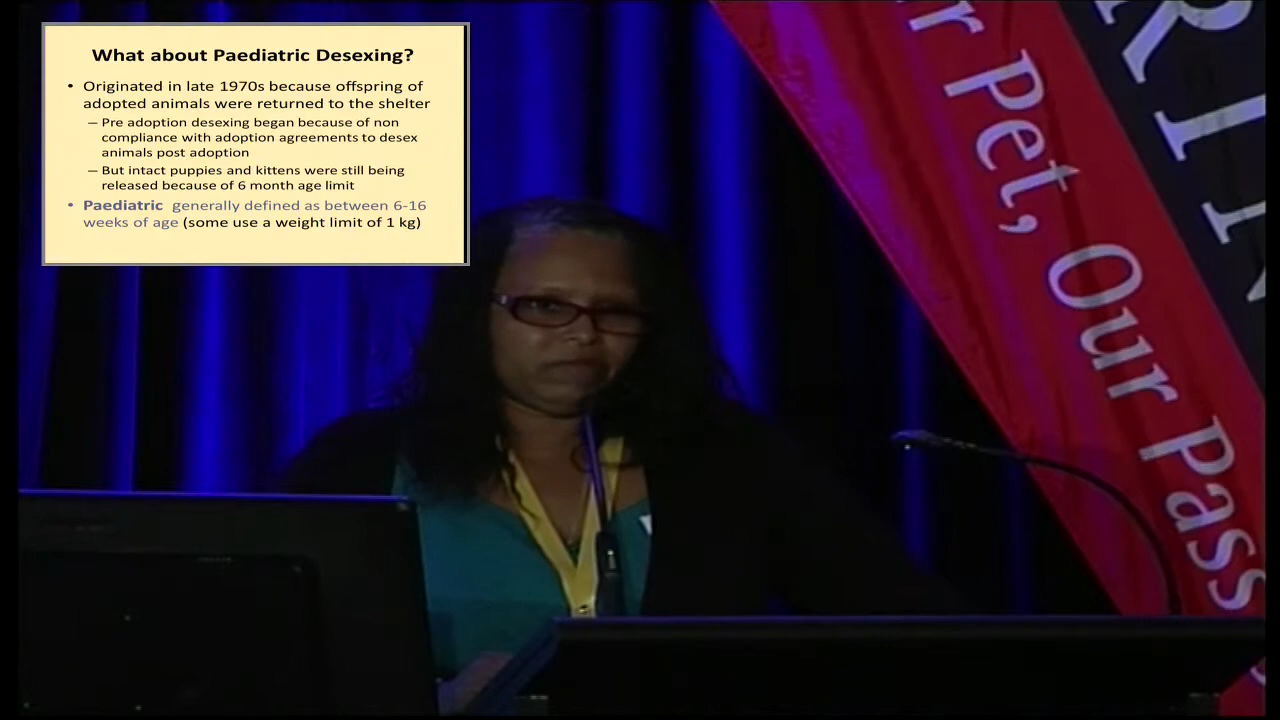 What about Paediatric Desexing?
• Originated in late 1970s because offspring of
adopted animals were returned to the shelter
– Pre adoption desexing began because of non
compliance with adoption agreements to desex
animals post adoption
– But intact puppies and kittens were still being
released because of 6 month age limit
• Paediatric generally defined as between 6-16
weeks of age (some use a weight limit of 1 kg)
ur Pet, Our Pass